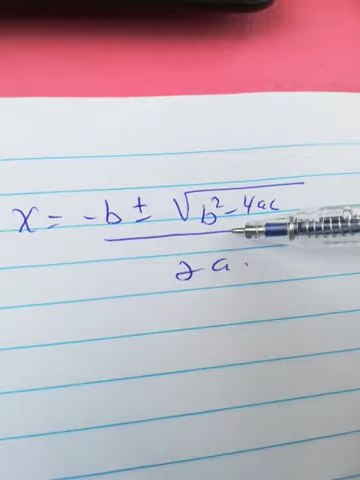 x = -b ± √b² - 4ac
2a.